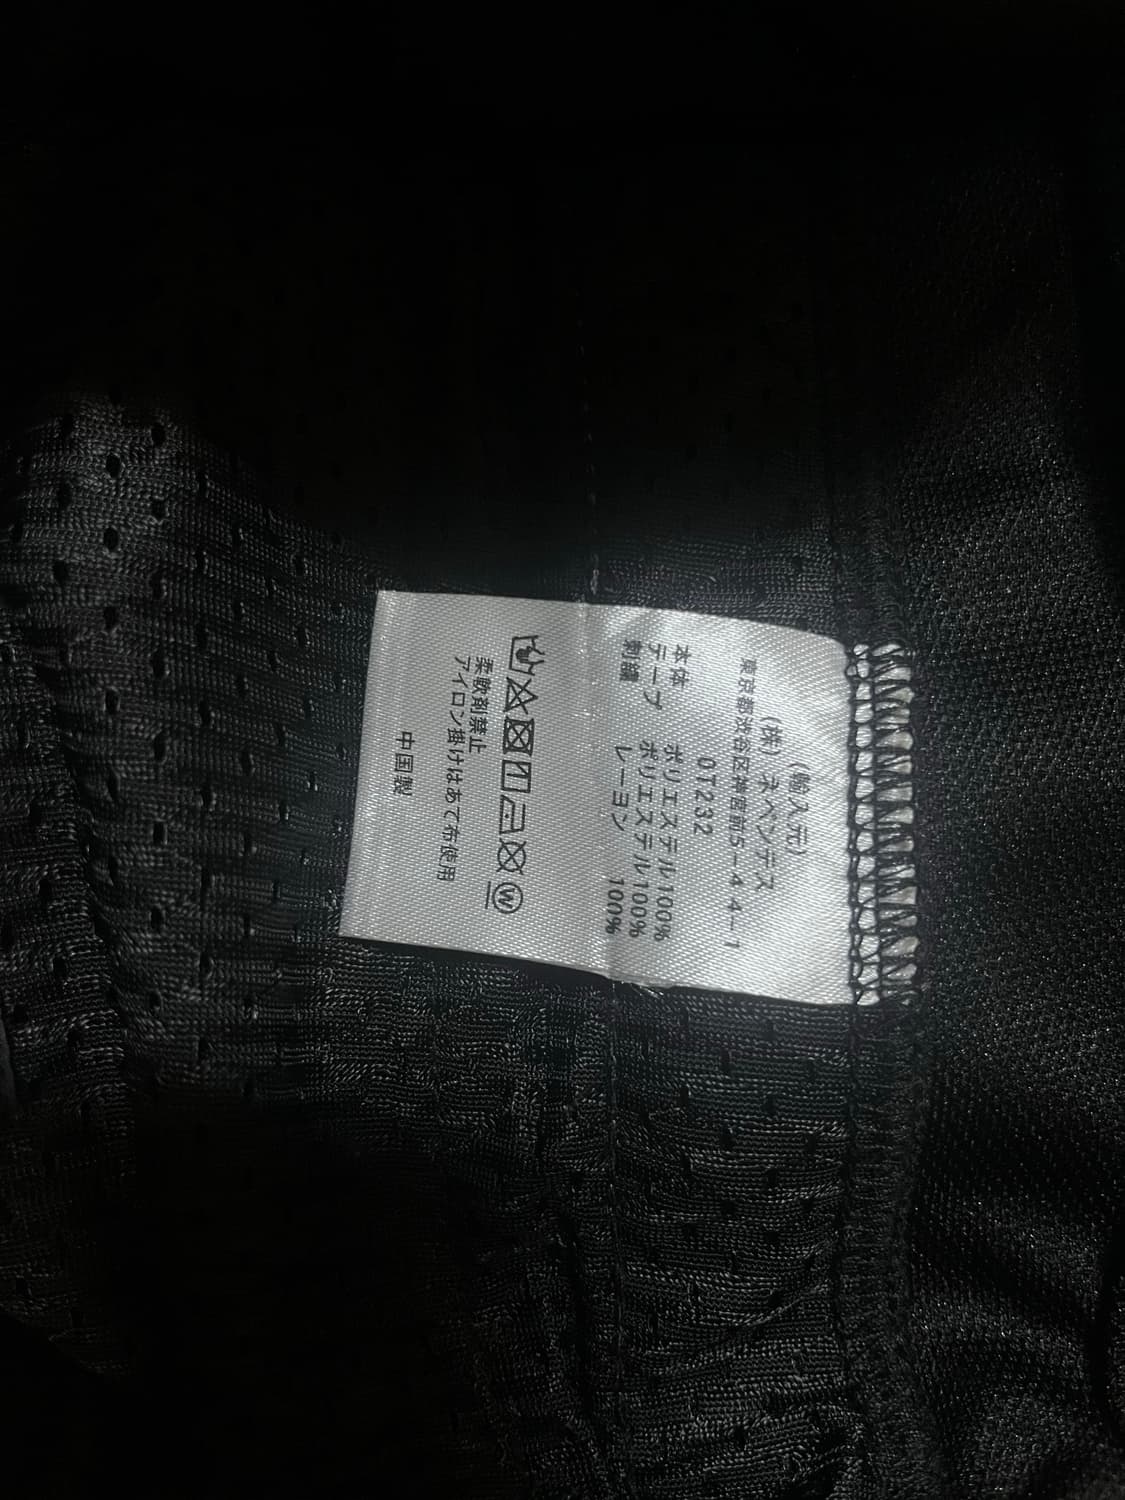 (輸入元)
(株) ネペンテス
東京都渋谷区神宮前5-44-1
OT232
本体 ポリエステル100%
テープ ポリエステル100%
刺繍 レーヨン 100%
W
柔軟剤禁止
アイロン掛けはあて布使用
中国製